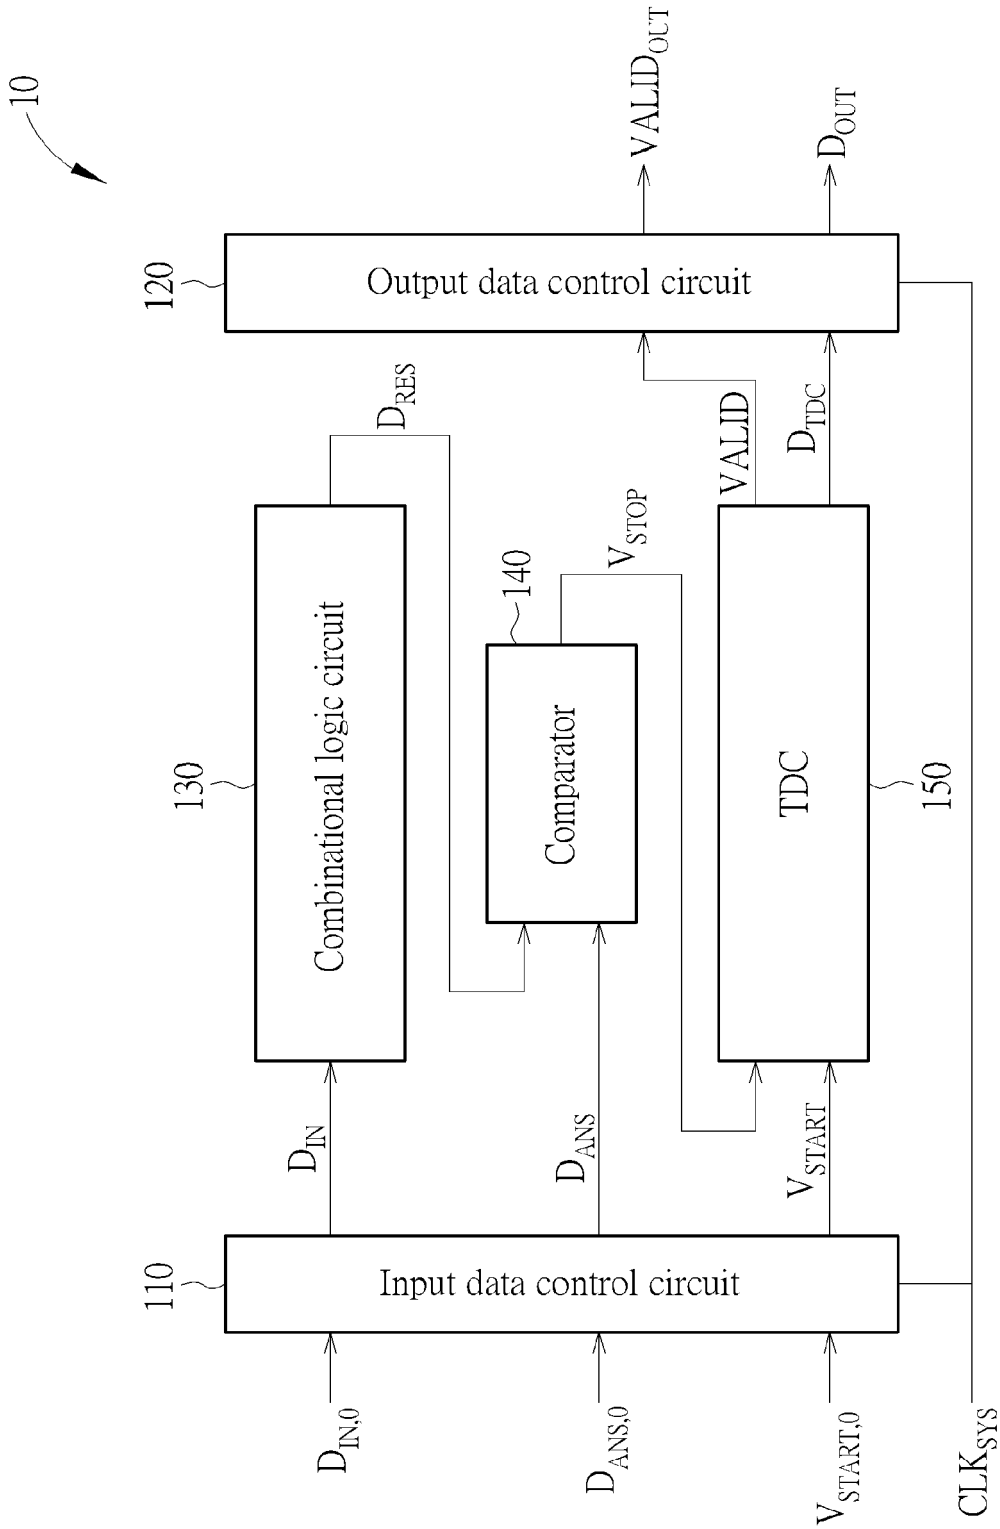 10
110
120
130
140
150
Input data control circuit
Output data control circuit
Combinational logic circuit
Comparator
TDC
D_IN,0
D_IN
D_RES
D_ANS,0
D_ANS
V_STOP
V_START,0
V_START
VALID
D_TDC
VALID_OUT
D_OUT
CLK_SYS